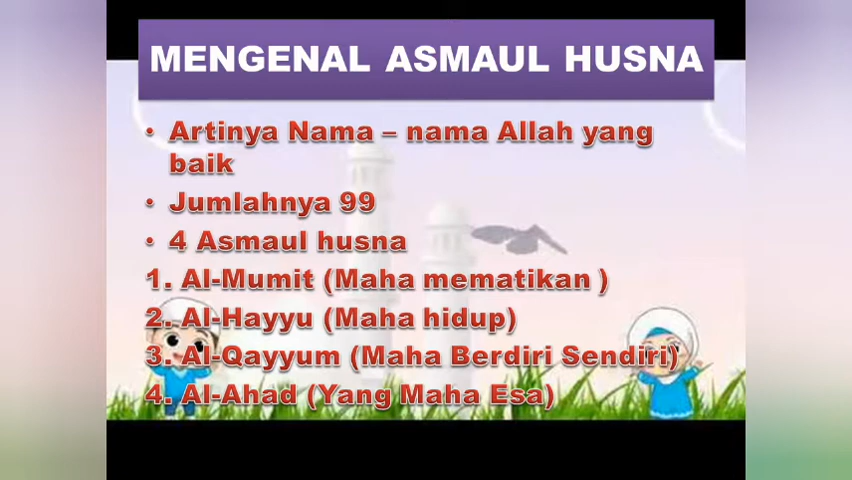 MENGENAL ASMAUL HUSNA
• Artinya Nama – nama Allah yang
baik
• Jumlahnya 99
• 4 Asmaul husna
1. Al-Mumit (Maha mematikan )
2. Al-Hayyu (Maha hidup)
3. Al-Qayyum (Maha Berdiri Sendiri)
4. Al-Ahad (Yang Maha Esa)